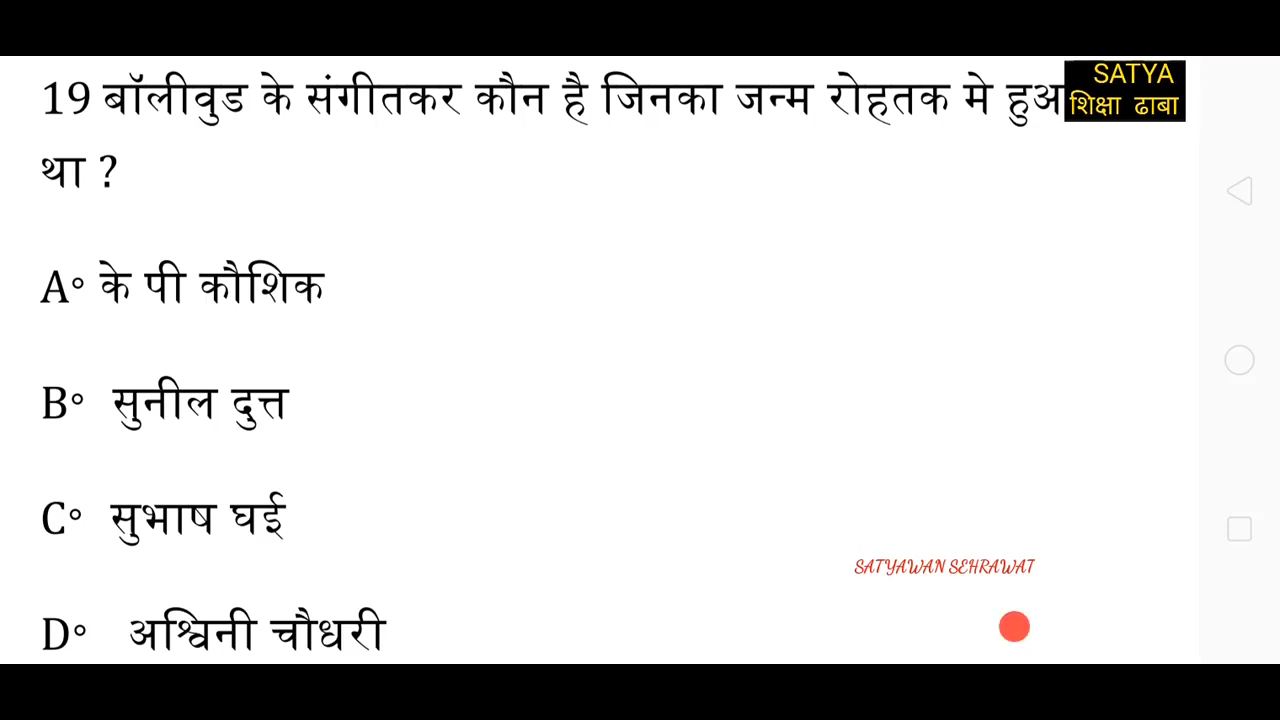 19 बॉलीवुड के संगीतकर कौन है जिनका जन्म रोहतक मे हुअ
SATYA
शिक्षा ढाबा
था ?
A॰ के पी कौशिक
B॰ सुनील दुत्त
C॰ सुभाष घई
SATYAWAN SEHRAWAT
D॰ अश्विनी चौधरी